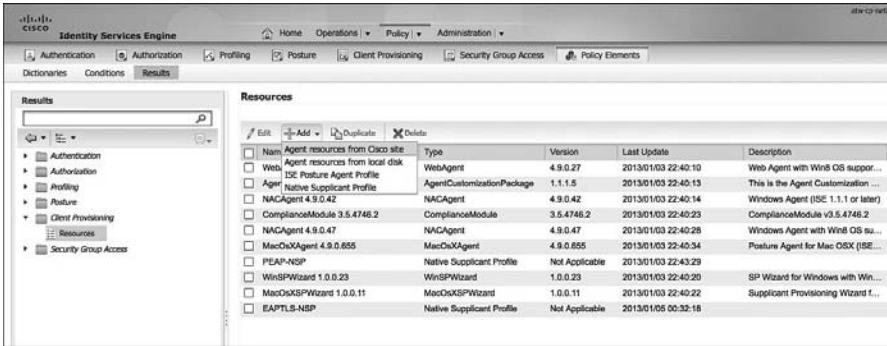 cisco
Identity Services Engine
Home Operations Policy Administration
Authentication Authorization Profiling Posture Client Provisioning Security Group Access Policy Elements
Dictionaries Conditions Results
Results
Authentication
Authorization
Profiling
Posture
Client Provisioning
Resources
Security Group Access
Resources
Edit Add Duplicate Delete
Agent resources from Cisco site
Agent resources from local disk
ISE Posture Agent Profile
Native Supplicant Profile
Nam Type Version Last Update Description
Web WebAgent 4.9.0.27 2013/01/03 22:40:10 Web Agent with Win8 OS suppor...
Ager AgentCustomizationPackage 1.1.1.5 2013/01/03 22:40:13 This is the Agent Customization ...
NACAgent 4.9.0.42 NACAgent 4.9.0.42 2013/01/03 22:40:14 Windows Agent (ISE 1.1.1 or later)
ComplianceModule 3.5.4746.2 ComplianceModule 3.5.4746.2 2013/01/03 22:40:23 ComplianceModule v3.5.4746.2
NACAgent 4.9.0.47 NACAgent 4.9.0.47 2013/01/03 22:40:28 Windows Agent with Win8 OS su...
MacOsXAgent 4.9.0.655 MacOsXAgent 4.9.0.655 2013/01/03 22:40:34 Posture Agent for Mac OSX (ISE...
PEAP-NSP Native Supplicant Profile Not Applicable 2013/01/03 22:43:29
WinSPWizard 1.0.0.23 WinSPWizard 1.0.0.23 2013/01/03 22:40:20 SP Wizard for Windows with Win...
MacOsXSPWizard 1.0.0.11 MacOsXSPWizard 1.0.0.11 2013/01/03 22:40:22 Supplicant Provisioning Wizard f...
EAPTLS-NSP Native Supplicant Profile Not Applicable 2013/01/05 00:32:18